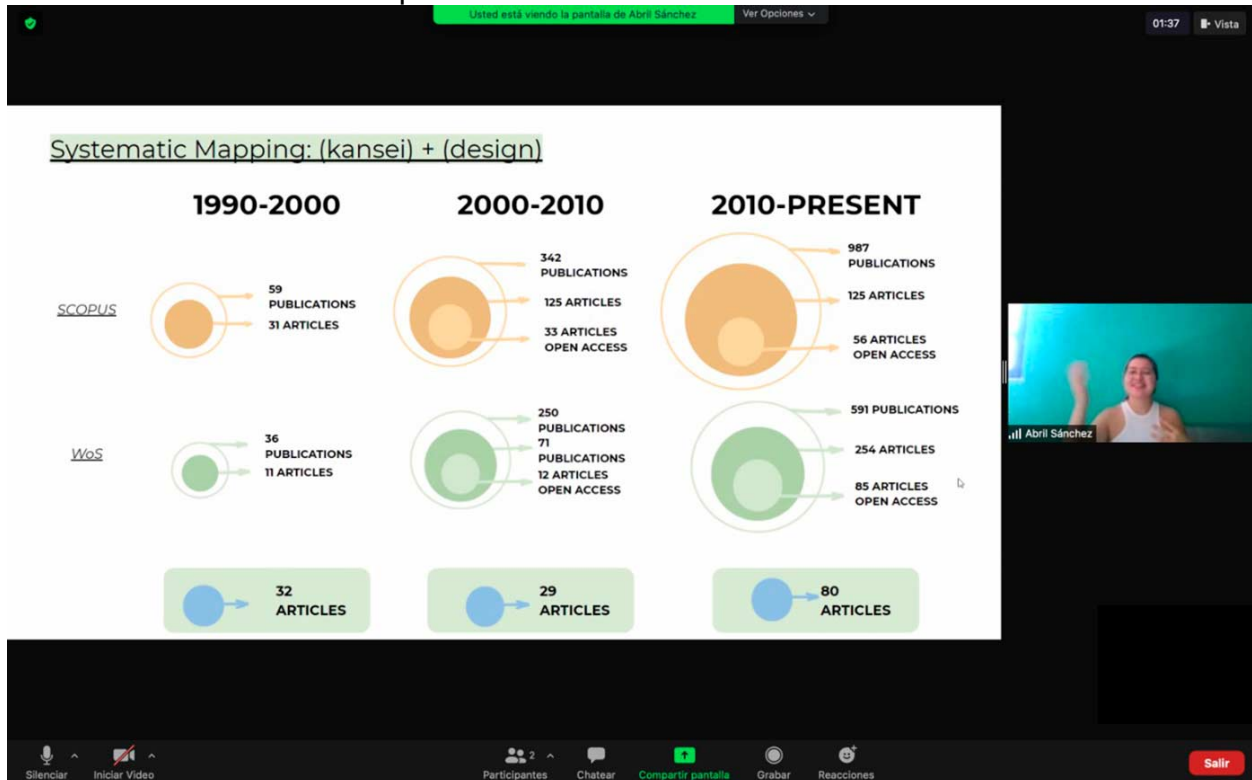 Usted está viendo la pantalla de Abril Sánchez
Ver Opciones
01:37
Vista
Systematic Mapping: (kansei) + (design)
1990-2000
2000-2010
2010-PRESENT
SCOPUS
59
PUBLICATIONS
31 ARTICLES
342
PUBLICATIONS
125 ARTICLES
33 ARTICLES
OPEN ACCESS
987
PUBLICATIONS
125 ARTICLES
56 ARTICLES
OPEN ACCESS
WoS
36
PUBLICATIONS
11 ARTICLES
250
PUBLICATIONS
71
PUBLICATIONS
12 ARTICLES
OPEN ACCESS
591 PUBLICATIONS
254 ARTICLES
85 ARTICLES
OPEN ACCESS
Abril Sánchez
32
ARTICLES
29
ARTICLES
80
ARTICLES
Silenciar
Iniciar Video
2
Participantes
Chatear
Compartir pantalla
Grabar
Reacciones
Salir